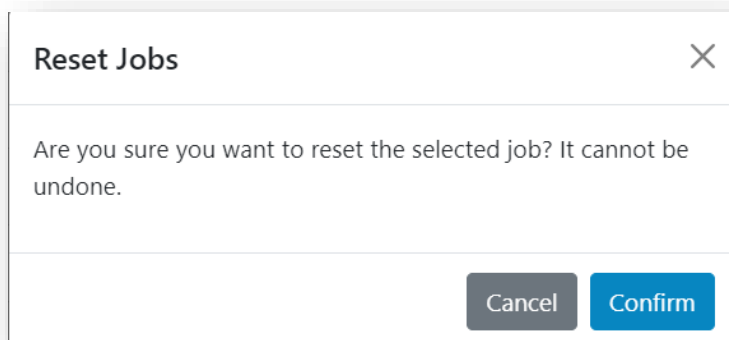 Reset Jobs
Are you sure you want to reset the selected job? It cannot be
undone.
Cancel
Confirm